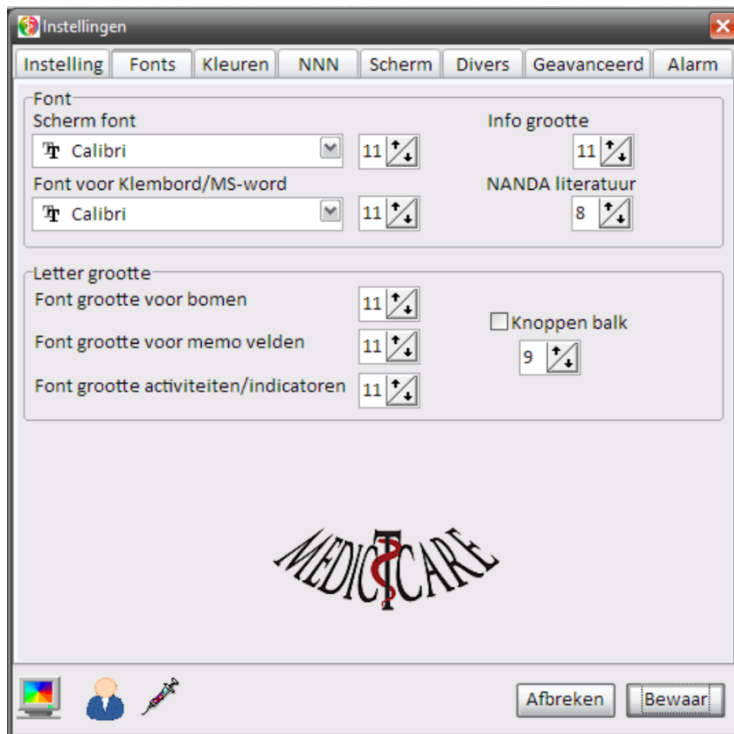 Instellingen
Instelling Fonts Kleuren NNN Scherm Divers Geavanceerd Alarm
Font
Scherm font Info grootte
Calibri 11 11
Font voor Klembord/MS-word NANDA literatuur
Calibri 11 8
Letter grootte
Font grootte voor bomen 11
Knoppen balk
Font grootte voor memo velden 11 9
Font grootte activiteiten/indicatoren 11
MEDICTCARE
Afbreken Bewaar